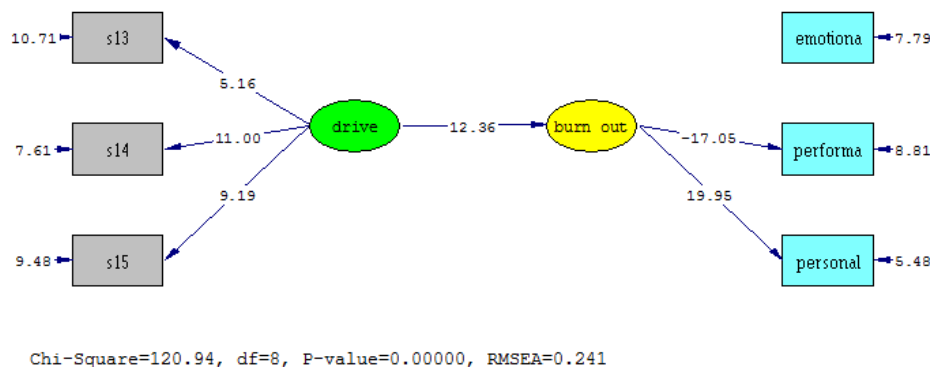 10.71 s13 emotiona 7.79
5.16
7.61 s14 11.00 drive 12.36 burn out -17.05 performa 8.81
9.19 19.95
9.48 s15 personal 5.48
Chi-Square=120.94, df=8, P-value=0.00000, RMSEA=0.241